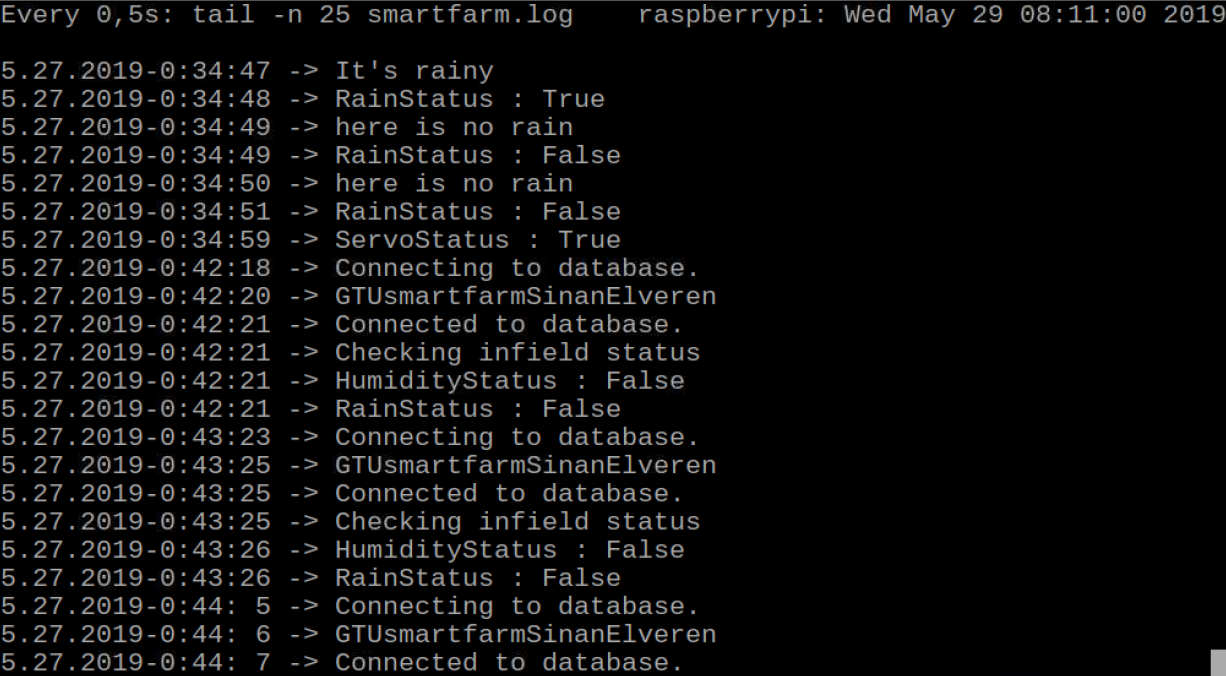 Every 0,5s: tail -n 25 smartfarm.log    raspberrypi: Wed May 29 08:11:00 2019
5.27.2019-0:34:47 -> It's rainy
5.27.2019-0:34:48 -> RainStatus : True
5.27.2019-0:34:49 -> here is no rain
5.27.2019-0:34:49 -> RainStatus : False
5.27.2019-0:34:50 -> here is no rain
5.27.2019-0:34:51 -> RainStatus : False
5.27.2019-0:34:59 -> ServoStatus : True
5.27.2019-0:42:18 -> Connecting to database.
5.27.2019-0:42:20 -> GTUsmartfarmSinanElveren
5.27.2019-0:42:21 -> Connected to database.
5.27.2019-0:42:21 -> Checking infield status
5.27.2019-0:42:21 -> HumidityStatus : False
5.27.2019-0:42:21 -> RainStatus : False
5.27.2019-0:43:23 -> Connecting to database.
5.27.2019-0:43:25 -> GTUsmartfarmSinanElveren
5.27.2019-0:43:25 -> Connected to database.
5.27.2019-0:43:25 -> Checking infield status
5.27.2019-0:43:26 -> HumidityStatus : False
5.27.2019-0:43:26 -> RainStatus : False
5.27.2019-0:44: 5 -> Connecting to database.
5.27.2019-0:44: 6 -> GTUsmartfarmSinanElveren
5.27.2019-0:44: 7 -> Connected to database.